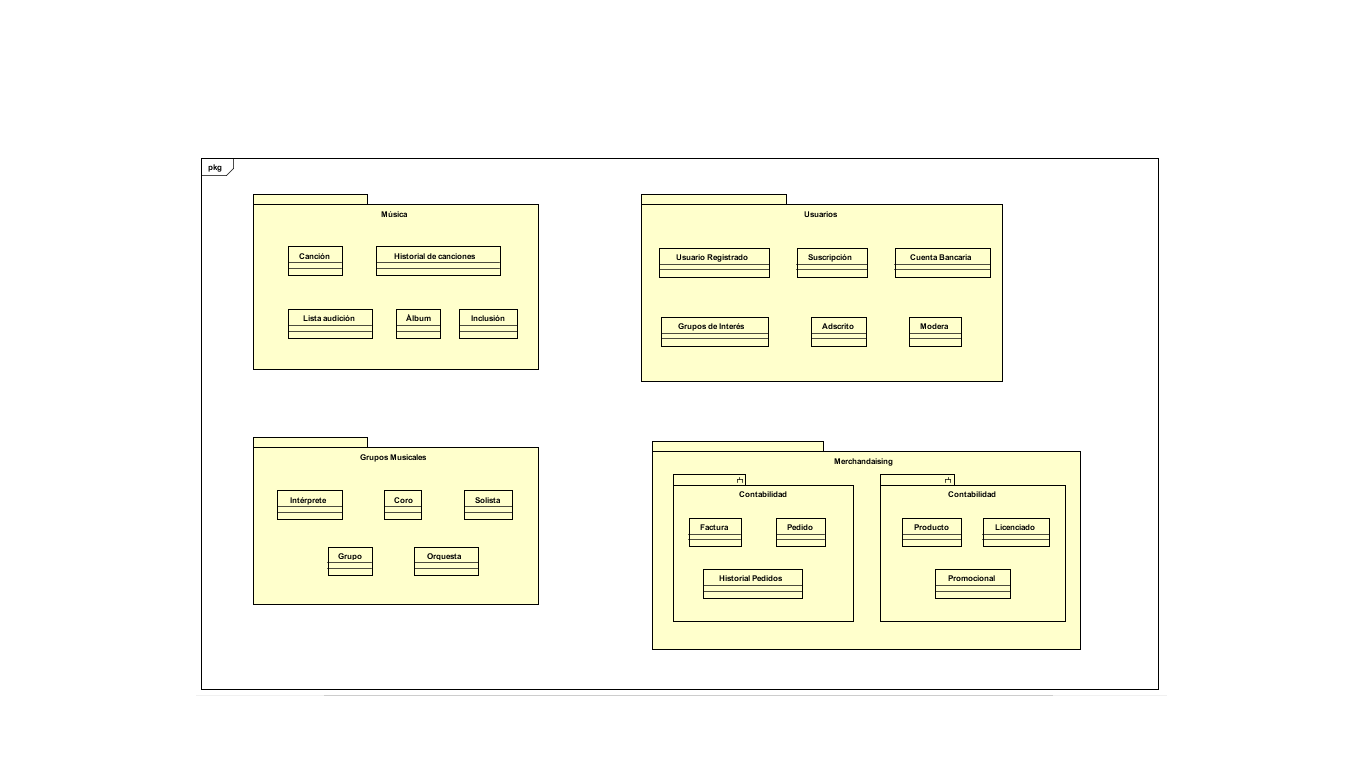 pkg
Música
Canción
Historial de canciones
Lista audición
Álbum
Inclusión
Usuarios
Usuario Registrado
Suscripción
Cuenta Bancaria
Grupos de Interés
Adscrito
Modera
Grupos Musicales
Intérprete
Coro
Solista
Grupo
Orquesta
Merchandaising
Contabilidad
Factura
Pedido
Historial Pedidos
Contabilidad
Producto
Licenciado
Promocional